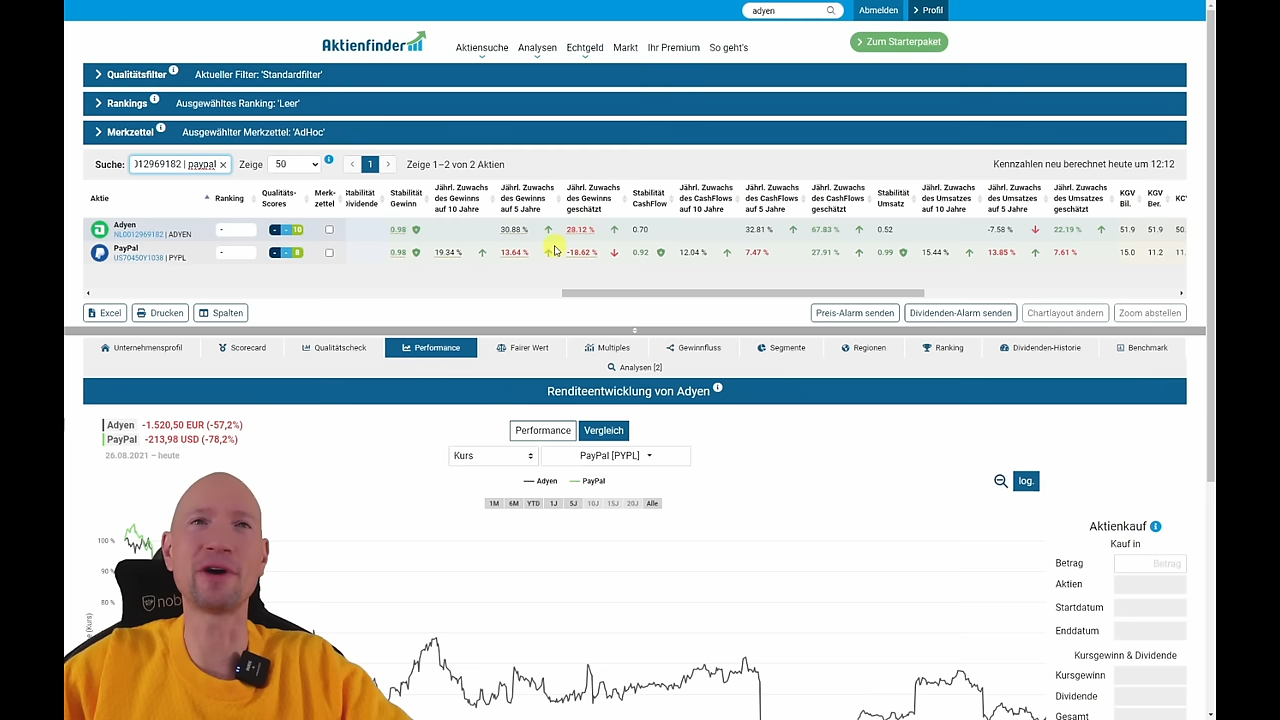 adyen
Abmelden
Profil
Aktienfinder
Aktiensuche Analysen Echtgeld Markt Ihr Premium So geht's
Zum Starterpaket
Qualitätsfilter Aktueller Filter: 'Standardfilter'
Rankings Ausgewähltes Ranking: 'Leer'
Merkzettel Ausgewählter Merkzettel: 'AdHoc'
Suche: 012969182 | paypal Zeige 50 1 Zeige 1–2 von 2 Aktien Kennzahlen neu berechnet heute um 12:12
Jährl. Zuwachs Jährl. Zuwachs Jährl. Zuwachs Jährl. Zuwachs Jährl. Zuwachs Jährl. Zuwachs Jährl. Zuwachs Jährl. Zuwachs Jährl. Zuwachs
Aktie Ranking Qualitäts- Merk- Stabilität Stabilität des Gewinns des Gewinns des Gewinns Stabilität des CashFlows des CashFlows des CashFlows Stabilität des Umsatzes des Umsatzes des Umsatzes KGV KGV
Scores zettel Dividende Gewinn auf 10 Jahre auf 5 Jahre geschätzt CashFlow auf 10 Jahre auf 5 Jahre geschätzt Umsatz auf 10 Jahre auf 5 Jahre geschätzt Bil. Ber.
Adyen
NL0012969182 | ADYEN - - - 10 0.98 30.88 % 28.12 % 0.70 32.81 % 67.83 % 0.52 -7.58 % 22.19 % 51.9 51.9 50.
PayPal
US70450Y1038 | PYPL - - - 8 0.98 19.34 % 13.64 % -18.62 % 0.92 12.04 % 7.47 % 27.91 % 0.99 15.44 % 13.85 % 7.61 % 15.0 11.2 11.
Excel Drucken Spalten Preis-Alarm senden Dividenden-Alarm senden Chartlayout ändern Zoom abstellen
Unternehmensprofil Scorecard Qualitätscheck Performance Fairer Wert Multiples Gewinnfluss Segmente Regionen Ranking Dividenden-Historie Benchmark
Analysen [2]
Renditeentwicklung von Adyen
Adyen -1.520,50 EUR (-57,2%)
PayPal -213,98 USD (-78,2%)
26.08.2021 – heute
Performance Vergleich
Kurs PayPal [PYPL]
Adyen PayPal
log.
1M 6M YTD 1J 5J 10J 15J 20J Alle
100 %
90 %
80 %
(Kurs)
nob
Aktienkauf
Kauf in
Betrag Betrag
Aktien
Startdatum
Enddatum
Kursgewinn & Dividende
Kursgewinn
Dividende
Gesamt